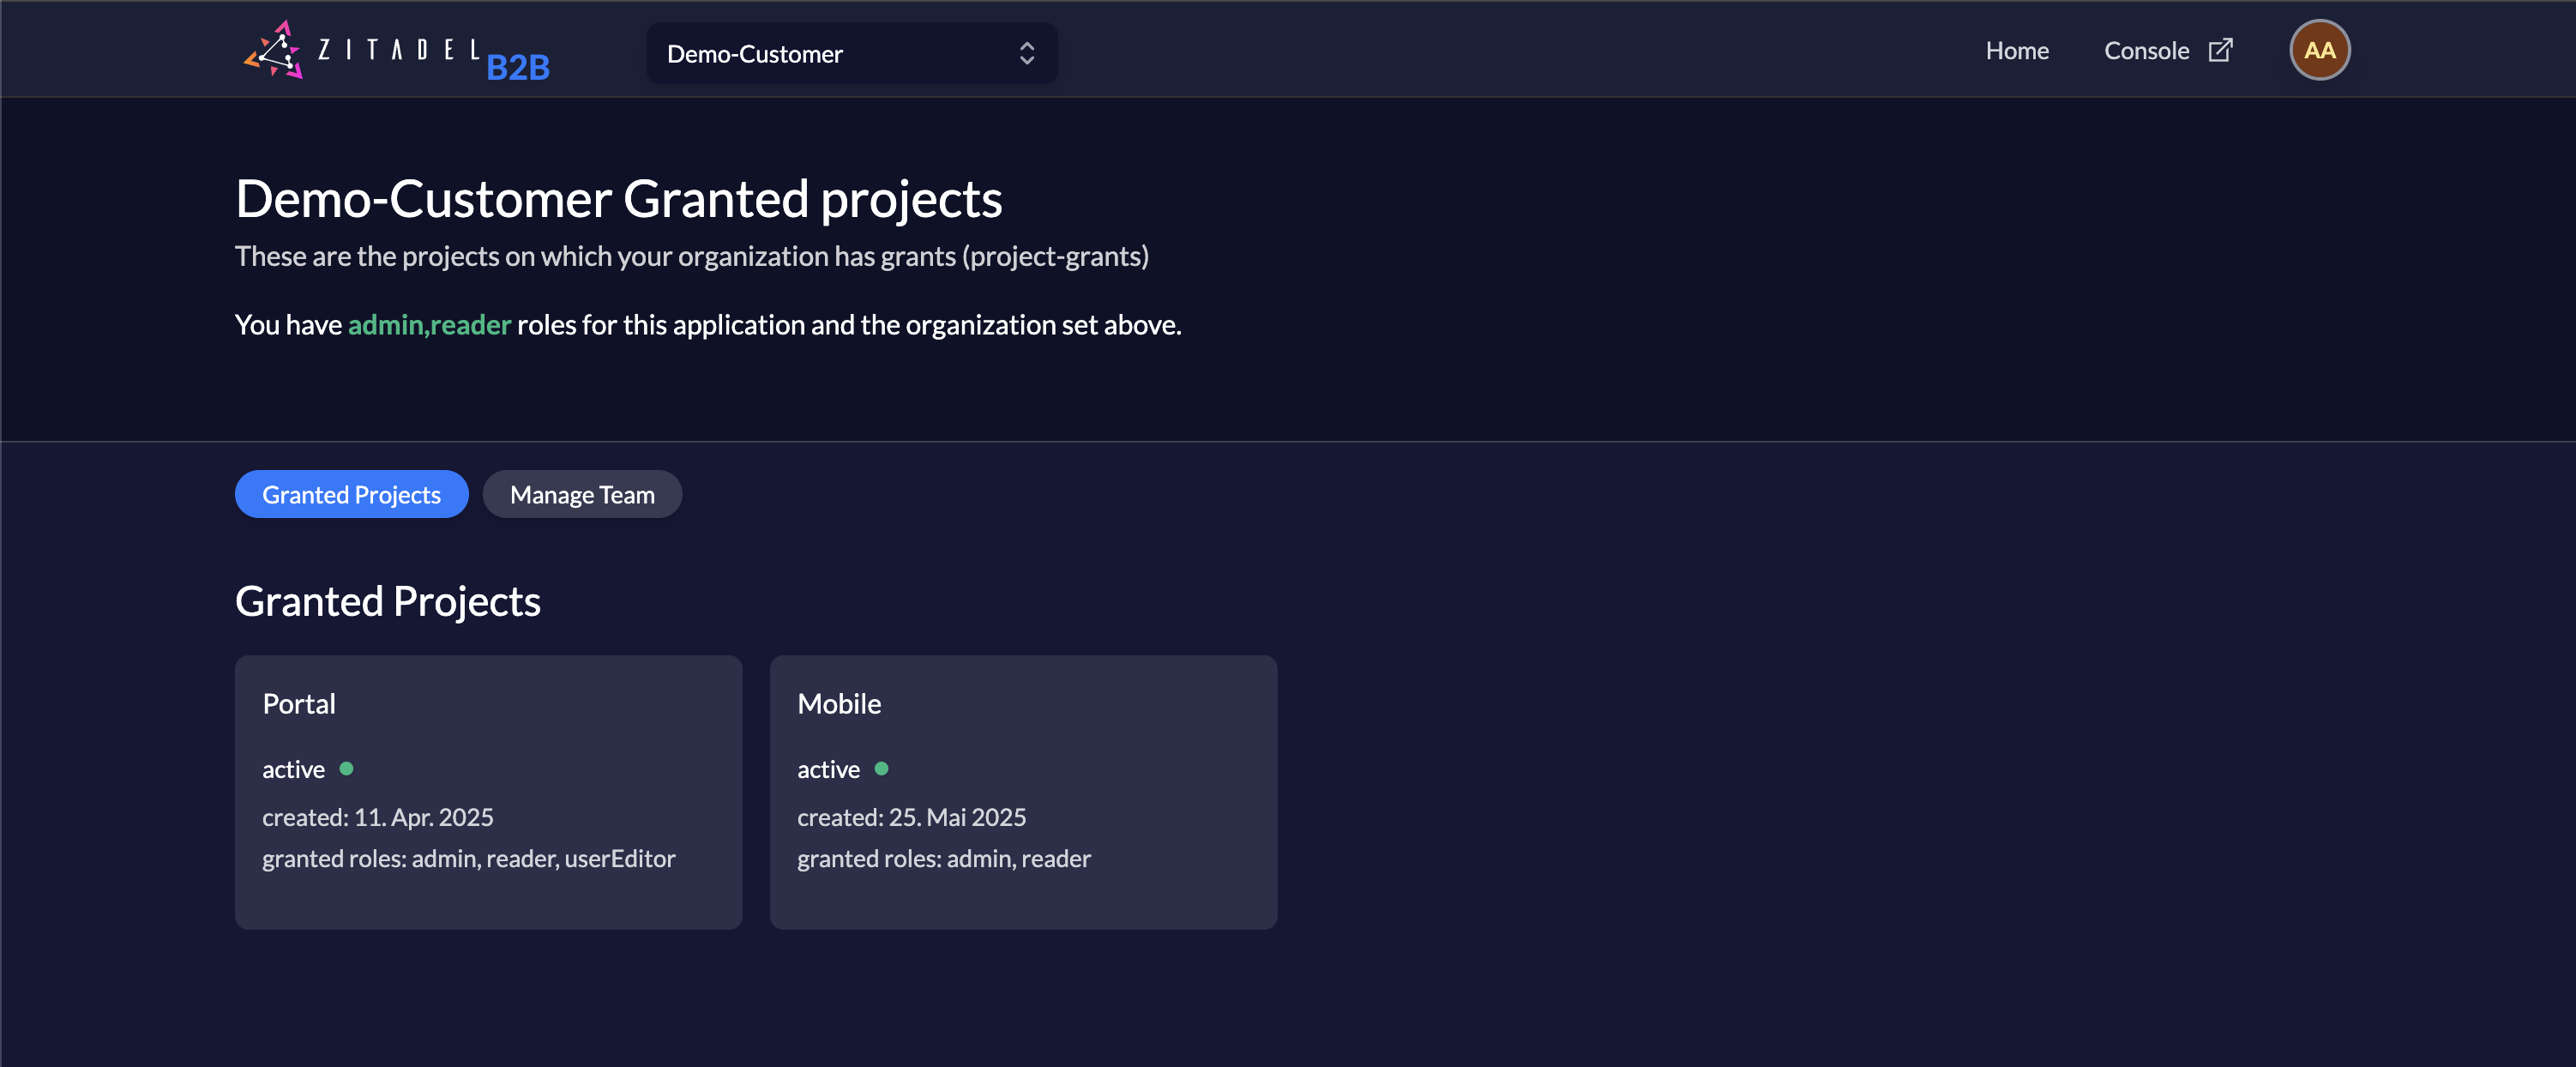 ZITADEL B2B
Demo-Customer
Home
Console
AA
Demo-Customer Granted projects
These are the projects on which your organization has grants (project-grants)
You have admin,reader roles for this application and the organization set above.
Granted Projects
Manage Team
Granted Projects
Portal
active
created: 11. Apr. 2025
granted roles: admin, reader, userEditor
Mobile
active
created: 25. Mai 2025
granted roles: admin, reader